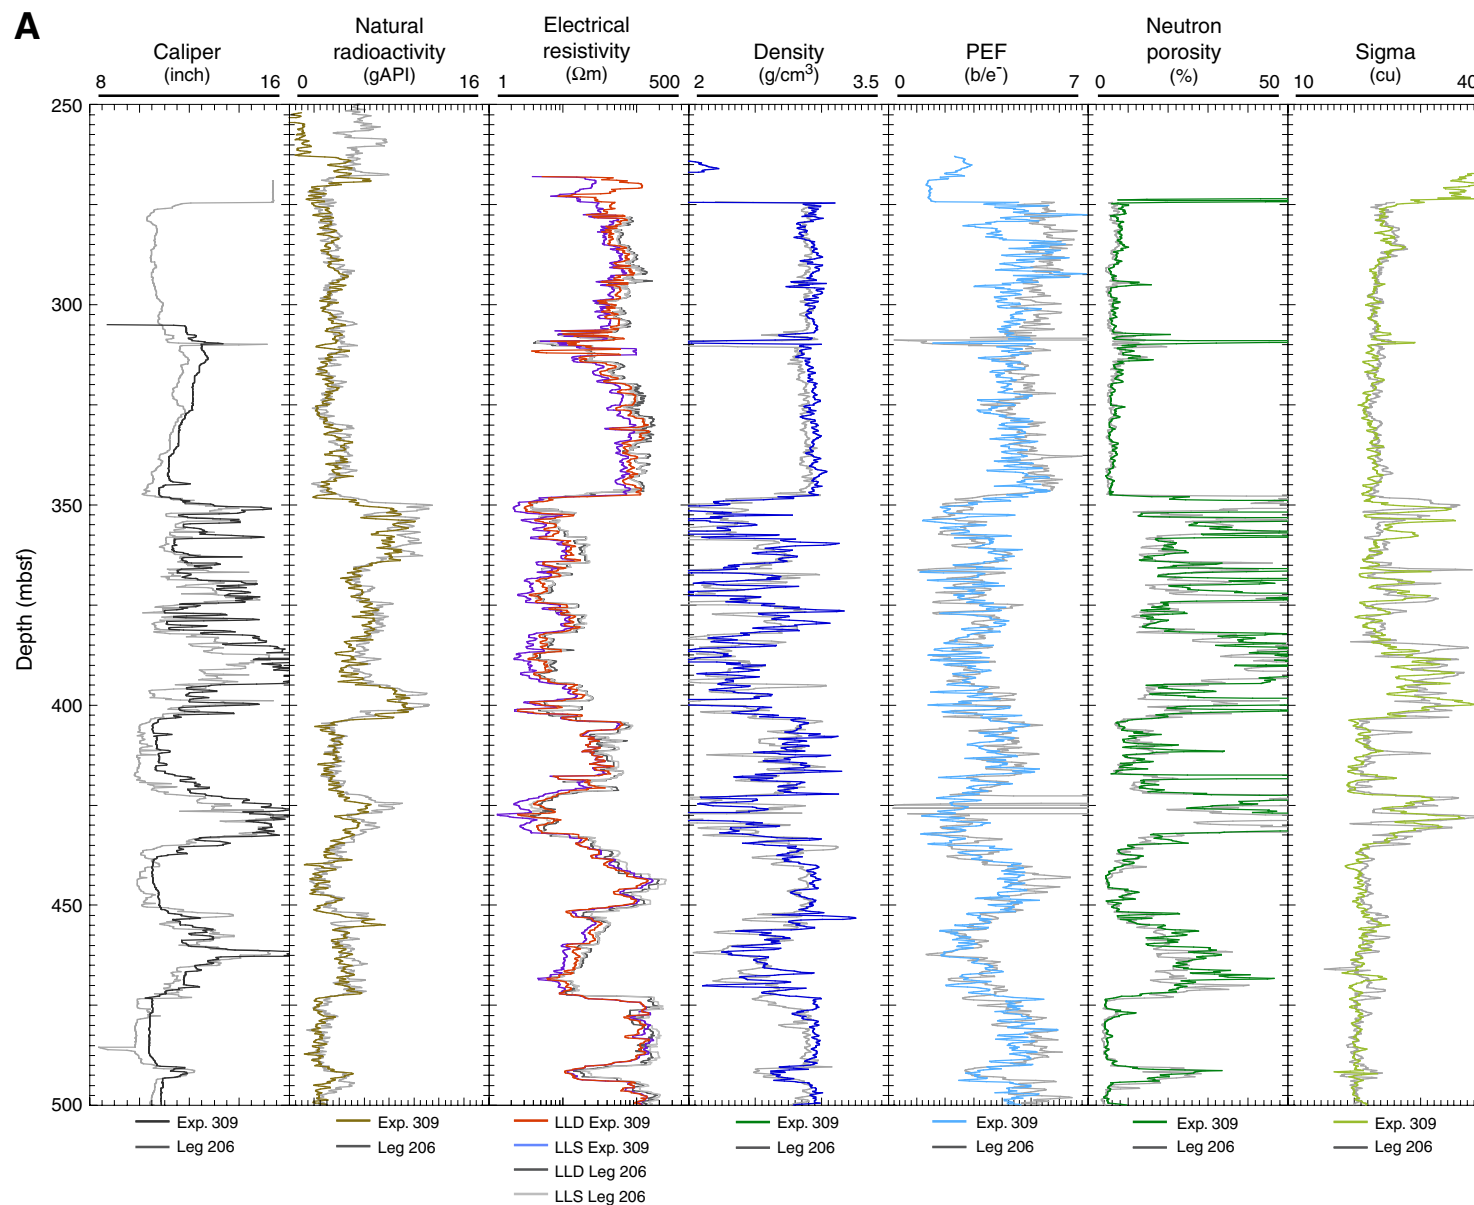 A
Caliper
(inch)
8 16
Natural
radioactivity
(gAPI)
0 16
Electrical
resistivity
(Ωm)
1 500
Density
(g/cm³)
2 3.5
PEF
(b/e⁻)
0 7
Neutron
porosity
(%)
0 50
Sigma
(cu)
10 40
Depth (mbsf)
250
300
350
400
450
500
Exp. 309
Leg 206
Exp. 309
Leg 206
LLD Exp. 309
LLS Exp. 309
LLD Leg 206
LLS Leg 206
Exp. 309
Leg 206
Exp. 309
Leg 206
Exp. 309
Leg 206
Exp. 309
Leg 206